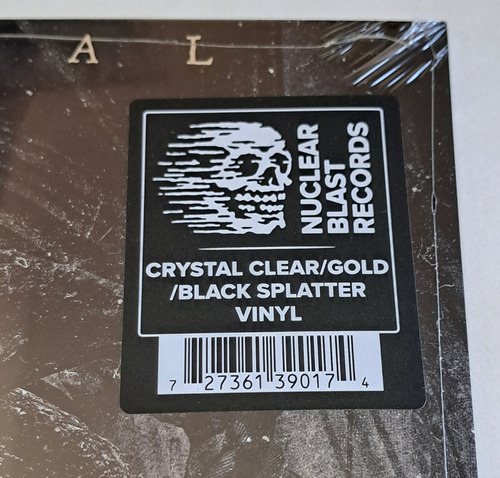 A L
NUCLEAR
BLAST
RECORDS
CRYSTAL CLEAR/GOLD
/BLACK SPLATTER
VINYL
7 27361 39017 4